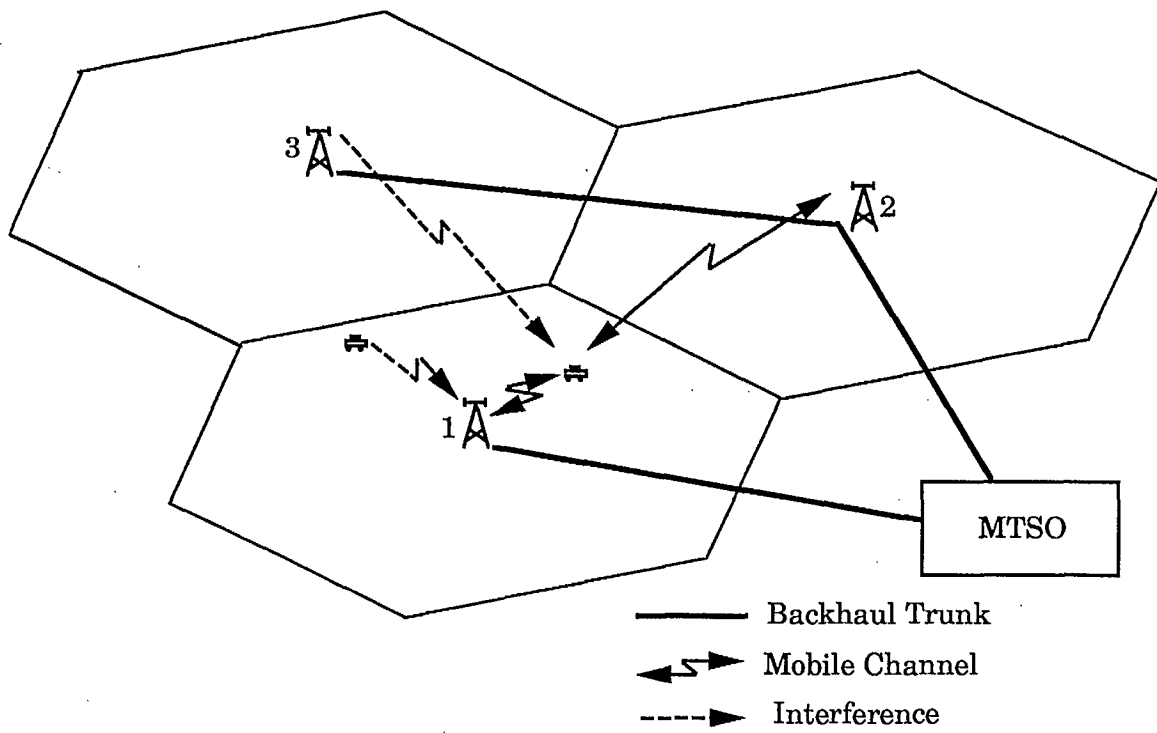 3
2
1
MTSO
Backhaul Trunk
Mobile Channel
Interference